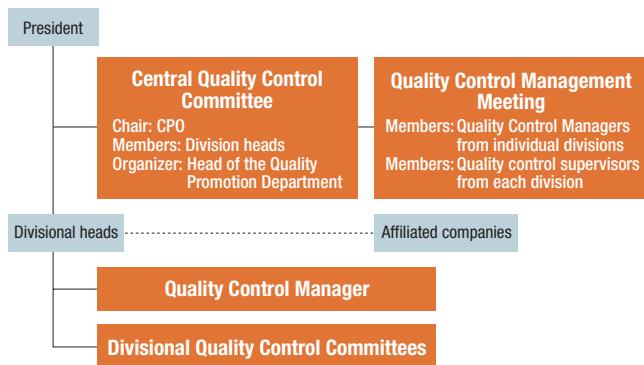 President
Central Quality Control
Committee
Chair: CPO
Members: Division heads
Organizer: Head of the Quality
Promotion Department
Quality Control Management
Meeting
Members: Quality Control Managers
from individual divisions
Members: Quality control supervisors
from each division
Divisional heads
Affiliated companies
Quality Control Manager
Divisional Quality Control Committees